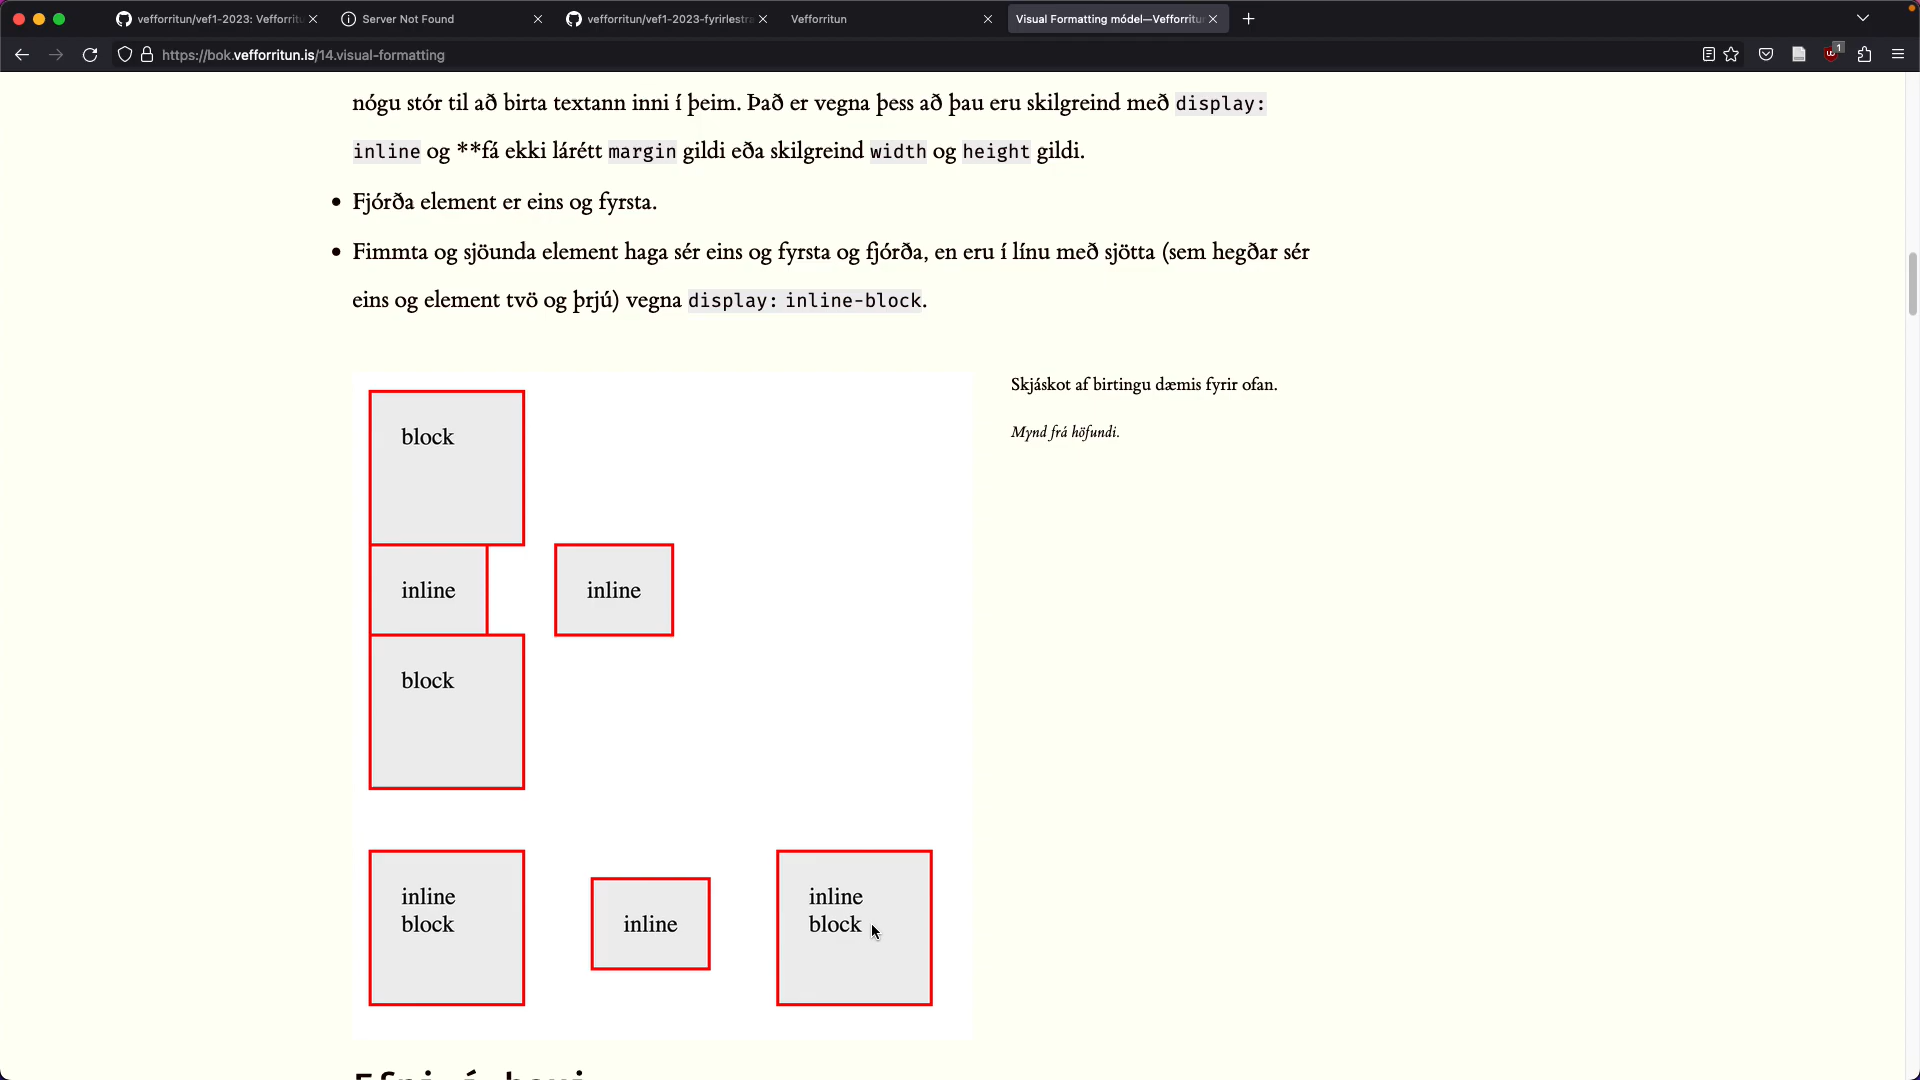 vefforritun/vef1-2023: Vefforritu
Server Not Found
vefforritun/vef1-2023-fyrirlestra
Vefforritun
Visual Formatting módel—Vefforritu
https://bok.vefforritun.is/14.visual-formatting
1
nógu stór til að birta textann inni í þeim. Það er vegna þess að þau eru skilgreind með display:
inline og **fá ekki lárétt margin gildi eða skilgreind width og height gildi.
• Fjórða element er eins og fyrsta.
• Fimmta og sjöunda element haga sér eins og fyrsta og fjórða, en eru í línu með sjötta (sem hegðar sér
eins og element tvö og þrjú) vegna display: inline-block.
Skjáskot af birtingu dæmis fyrir ofan.
Mynd frá höfundi.
block
inline inline
block
inline
block
inline
inline
block